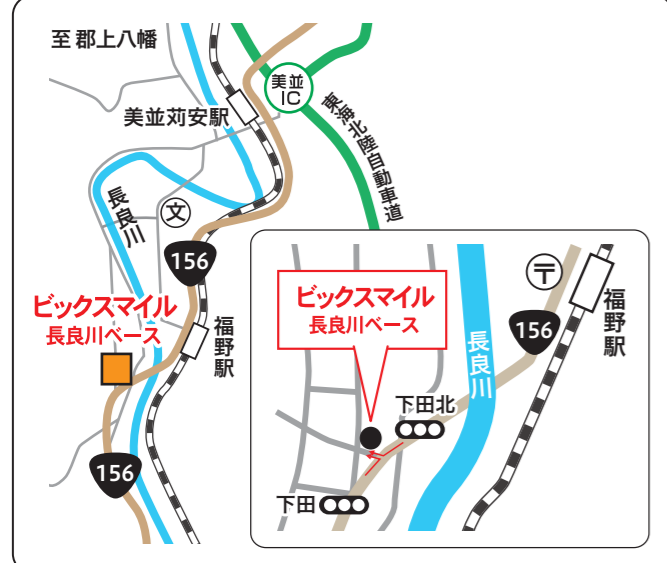 至 郡上八幡
美並
IC
美並苅安駅
東海北陸自動車道
長良川
文
156
ビックスマイル
長良川ベース
福野駅
156
ビックスマイル
長良川ベース
〒
福野駅
156
長良川
下田北
下田